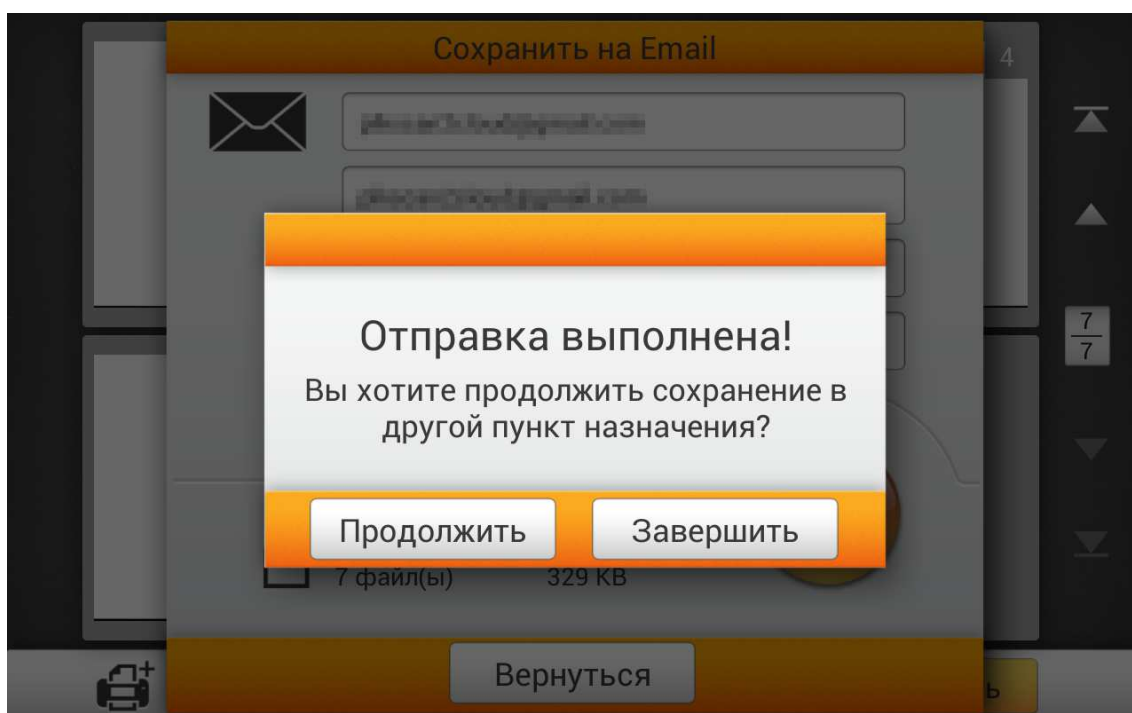 Сохранить на Email
4
Отправка выполнена!
Вы хотите продолжить сохранение в
другой пункт назначения?
7
7
Продолжить
Завершить
7 файл(ы)
329 KB
Вернуться
ь